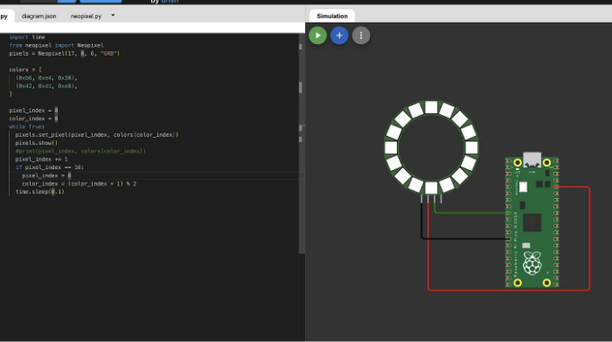 by Brian
py
diagram.json
neopixel.py
Simulation
import time
from neopixel import Neopixel
pixels = Neopixel(17, 0, 6, "GRB")
colors = [
(0xb6, 0xe4, 0x30),
(0x42, 0xd1, 0xe0),
]
pixel_index = 0
color_index = 0
while True:
pixels.set_pixel(pixel_index, colors[color_index])
pixels.show()
#print(pixel_index, colors[color_index])
pixel_index += 1
if pixel_index == 16:
pixel_index = 0
color_index = (color_index + 1) % 2
time.sleep(0.1)